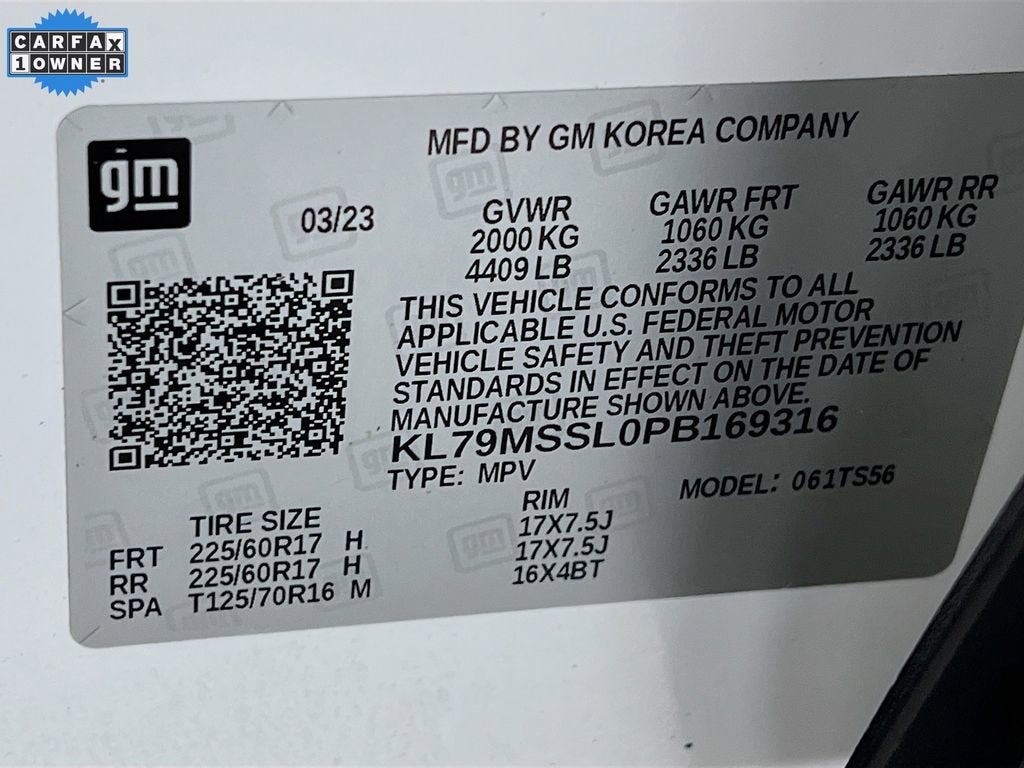 CARFAX
1 OWNER
gm
MFD BY GM KOREA COMPANY
03/23
GVWR GAWR FRT GAWR RR
2000 KG 1060 KG 1060 KG
4409 LB 2336 LB 2336 LB
THIS VEHICLE CONFORMS TO ALL
APPLICABLE U.S. FEDERAL MOTOR
VEHICLE SAFETY AND THEFT PREVENTION
STANDARDS IN EFFECT ON THE DATE OF
MANUFACTURE SHOWN ABOVE.
KL79MSSL0PB169316
TYPE: MPV MODEL: 061TS56
TIRE SIZE RIM
FRT 225/60R17 H 17X7.5J
RR 225/60R17 H 17X7.5J
SPA T125/70R16 M 16X4BT